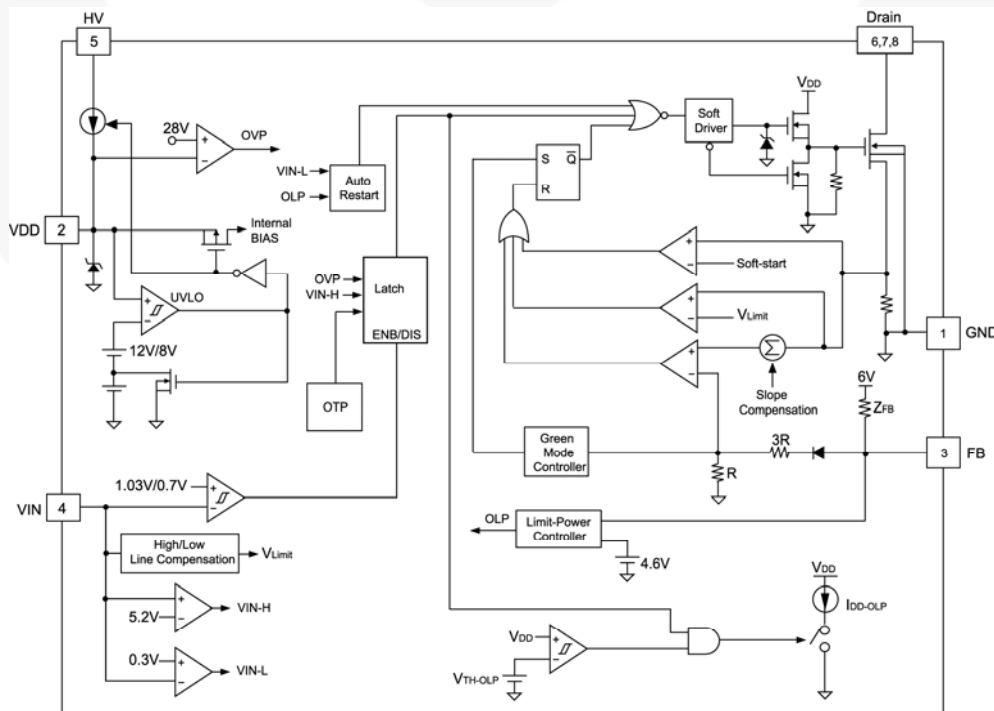 HV
5
Drain
6,7,8
VDD
28V
+
-
OVP
VIN-L
OLP
Auto
Restart
Soft
Driver
S
Q
R
VDD
2
Internal
BIAS
+
-
UVLO
12V/8V
OVP
VIN-H
Latch
ENB/DIS
OTP
+
-
Soft-start
+
-
VLimit
+
-
Σ
Slope
Compensation
1
GND
6V
ZFB
3R
R
3
FB
Green
Mode
Controller
VIN
4
1.03V/0.7V
+
-
High/Low
Line Compensation
VLimit
OLP
Limit-Power
Controller
4.6V
5.2V
+
-
VIN-H
0.3V
+
-
VIN-L
VDD
+
-
VTH-OLP
VDD
IDD-OLP